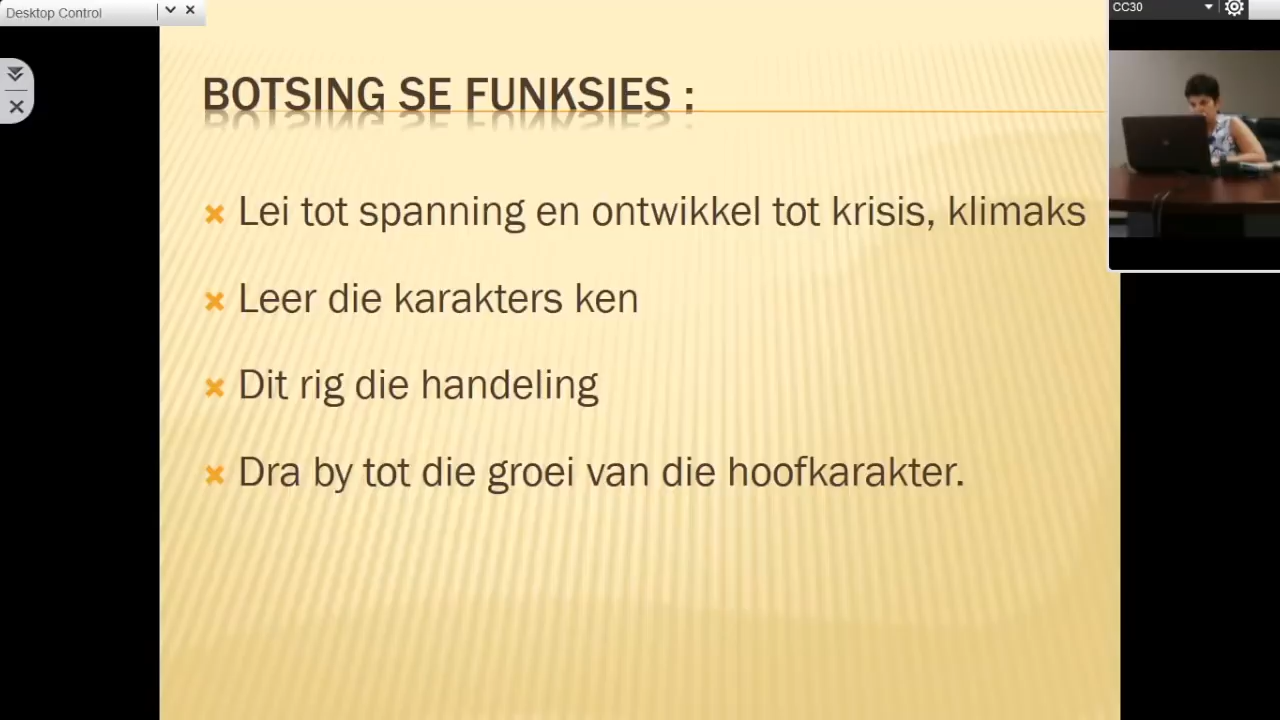 Desktop Control
CC30
BOTSING SE FUNKSIES :
Lei tot spanning en ontwikkel tot krisis, klimaks
Leer die karakters ken
Dit rig die handeling
Dra by tot die groei van die hoofkarakter.